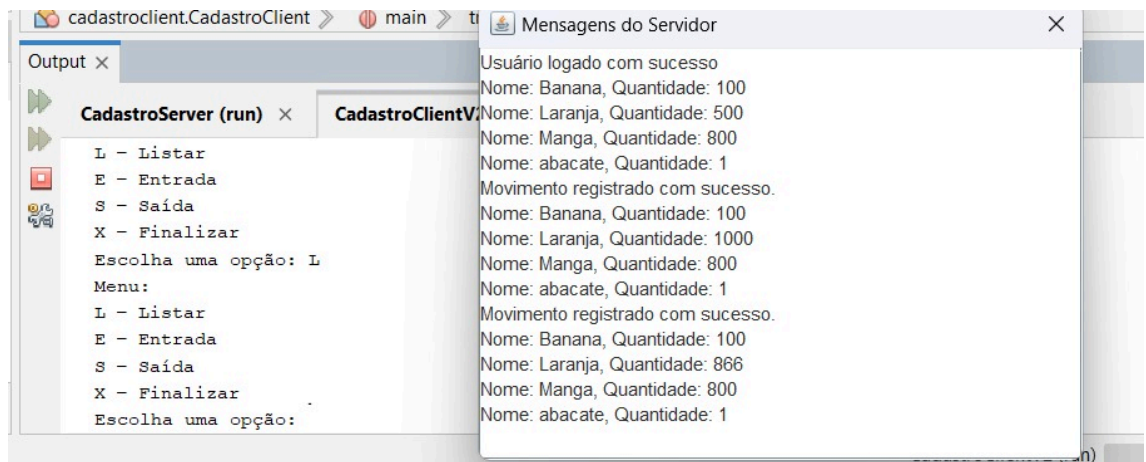 cadastroclient.CadastroClient
main
Output
CadastroServer (run)
L - Listar
E - Entrada
S - Saída
X - Finalizar
Escolha uma opção: L
Menu:
L - Listar
E - Entrada
S - Saída
X - Finalizar
Escolha uma opção:
Mensagens do Servidor
Usuário logado com sucesso
Nome: Banana, Quantidade: 100
Nome: Laranja, Quantidade: 500
Nome: Manga, Quantidade: 800
Nome: abacate, Quantidade: 1
Movimento registrado com sucesso.
Nome: Banana, Quantidade: 100
Nome: Laranja, Quantidade: 1000
Nome: Manga, Quantidade: 800
Nome: abacate, Quantidade: 1
Movimento registrado com sucesso.
Nome: Banana, Quantidade: 100
Nome: Laranja, Quantidade: 866
Nome: Manga, Quantidade: 800
Nome: abacate, Quantidade: 1